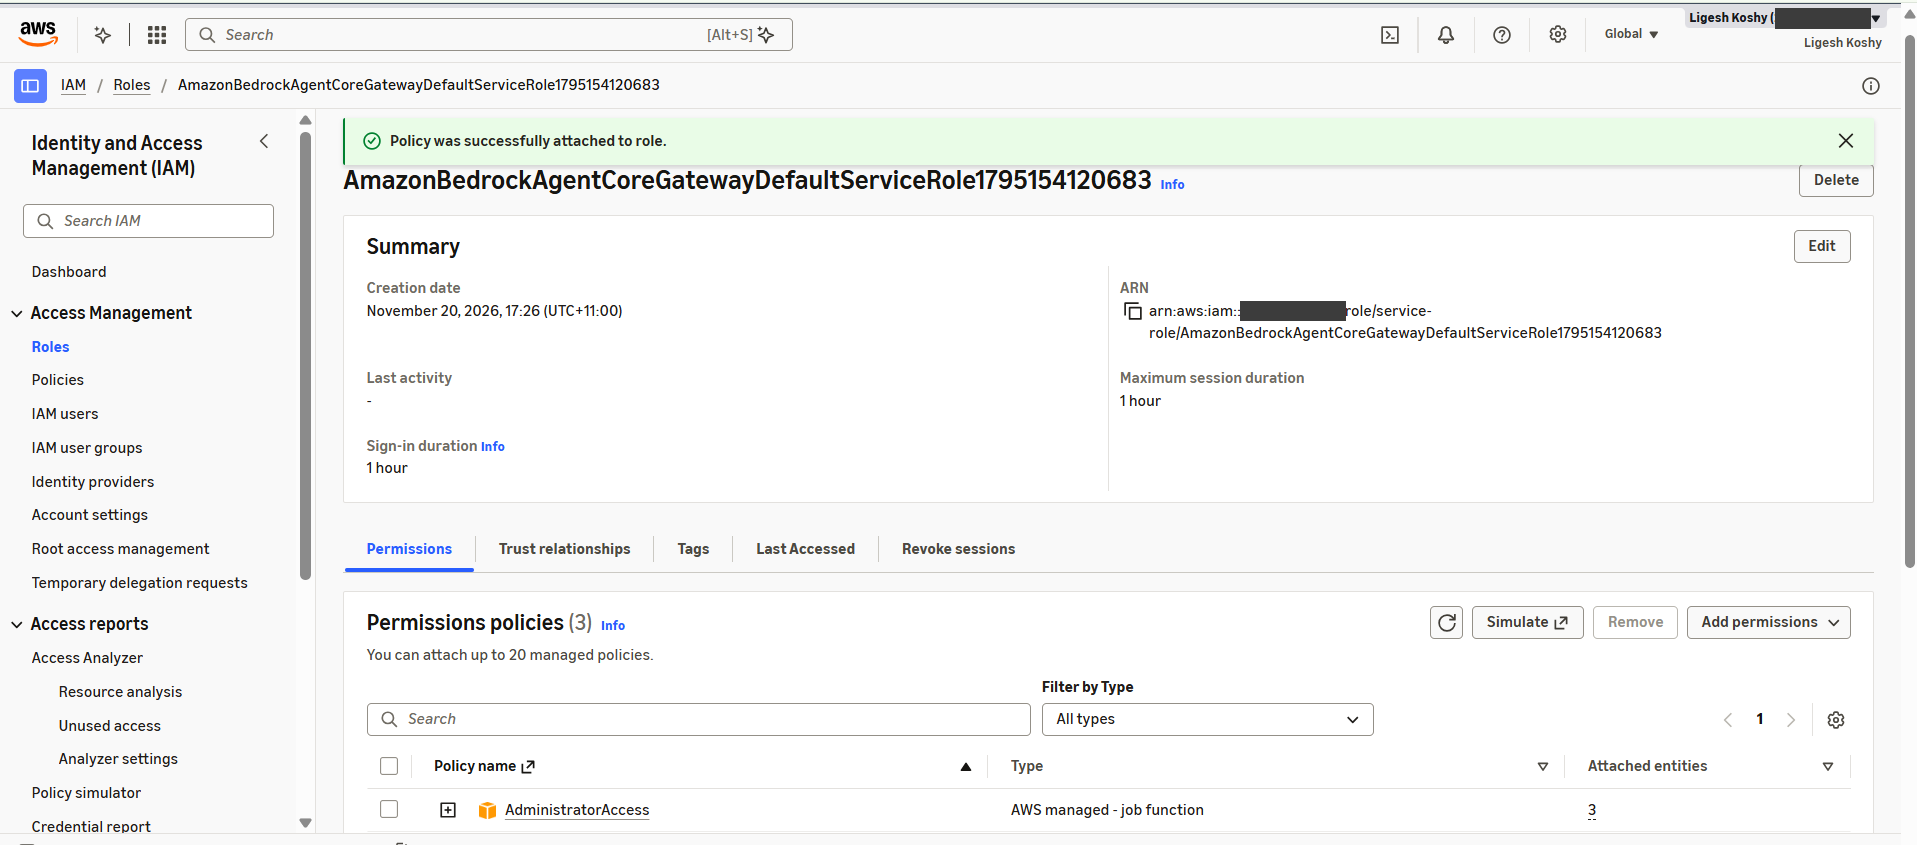 aws
Search
[Alt+S]
Global
Ligesh Koshy (
Ligesh Koshy
IAM / Roles / AmazonBedrockAgentCoreGatewayDefaultServiceRole1795154120683
Identity and Access
Management (IAM)
Search IAM
Dashboard
Access Management
Roles
Policies
IAM users
IAM user groups
Identity providers
Account settings
Root access management
Temporary delegation requests
Access reports
Access Analyzer
Resource analysis
Unused access
Analyzer settings
Policy simulator
Credential report
Policy was successfully attached to role.
AmazonBedrockAgentCoreGatewayDefaultServiceRole1795154120683 Info
Delete
Summary
Edit
Creation date
November 20, 2026, 17:26 (UTC+11:00)
ARN
arn:aws:iam::role/service-
role/AmazonBedrockAgentCoreGatewayDefaultServiceRole1795154120683
Last activity
-
Maximum session duration
1 hour
Sign-in duration Info
1 hour
Permissions
Trust relationships
Tags
Last Accessed
Revoke sessions
Permissions policies (3) Info
You can attach up to 20 managed policies.
Simulate
Remove
Add permissions
Filter by Type
Search
All types
1
Policy name
Type
Attached entities
AdministratorAccess
AWS managed - job function
3